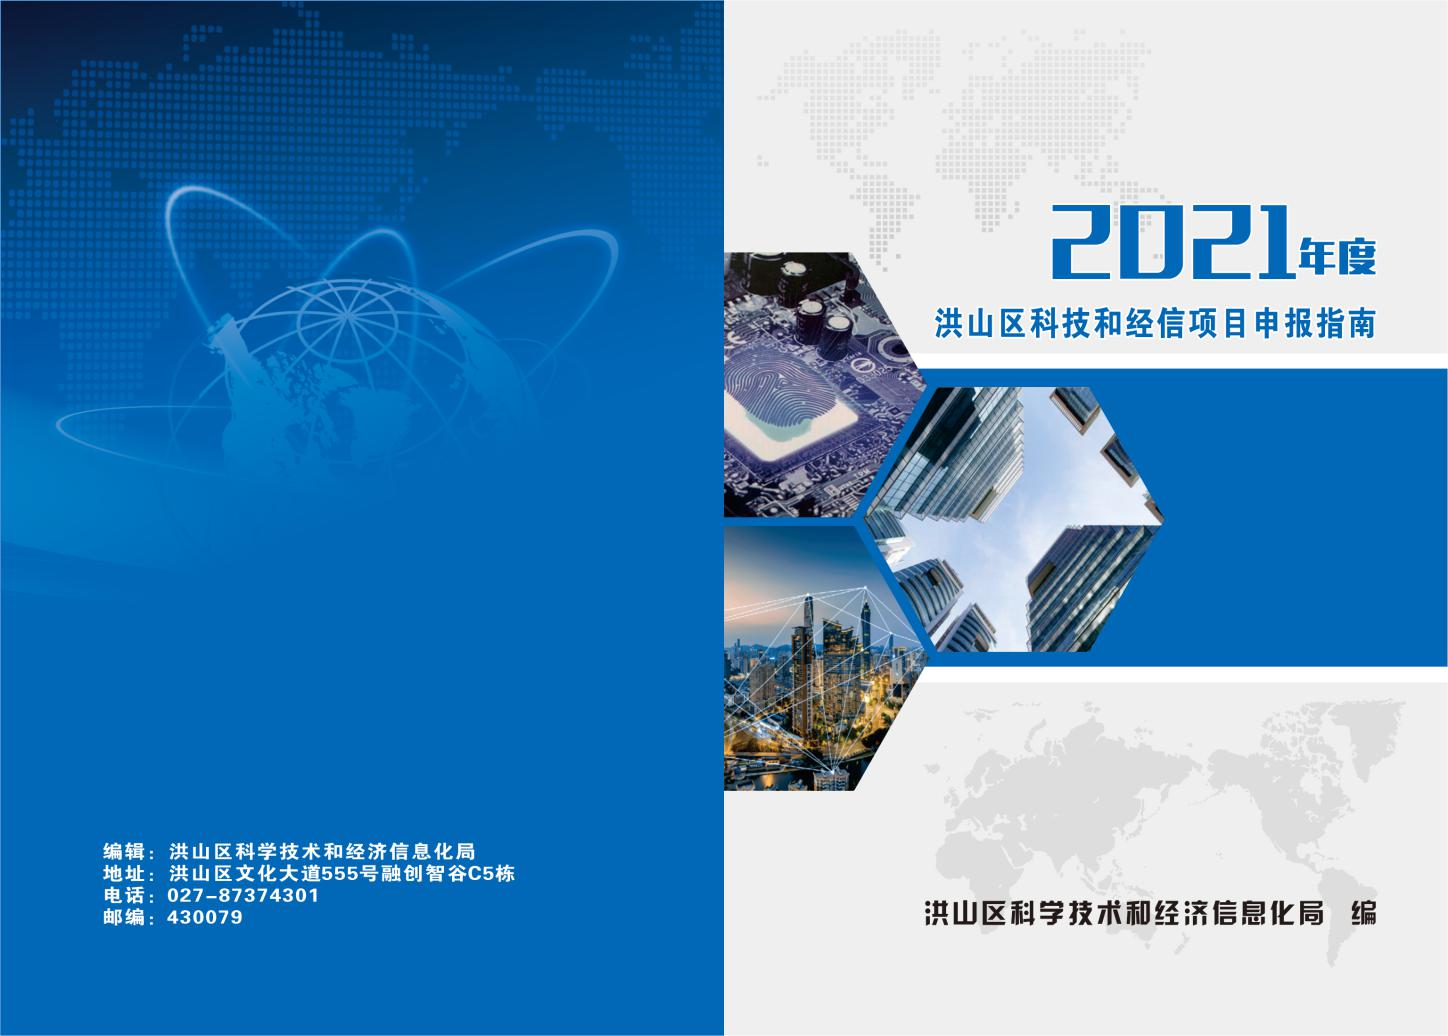 2021年度
洪山区科技和经信项目申报指南
洪山区科学技术和经济信息化局 编
编辑：洪山区科学技术和经济信息化局
地址：洪山区文化大道555号融创智谷C5栋
电话：027-87374301
邮编：430079